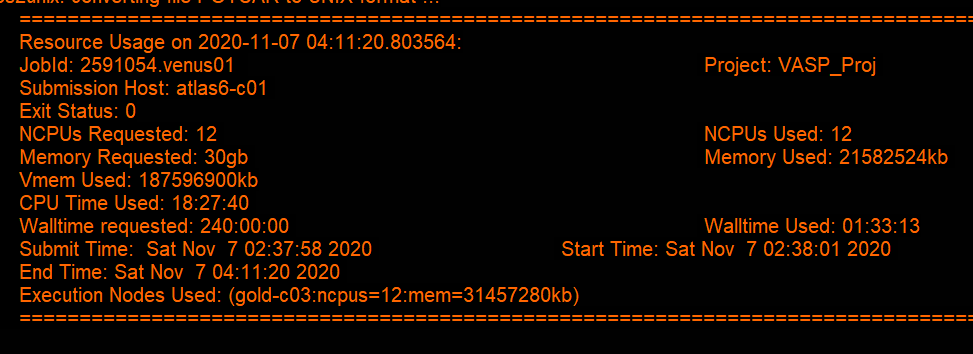 converting file POTCAR to UNIX format ...
================================================================================
Resource Usage on 2020-11-07 04:11:20.803564:
JobId: 2591054.venus01 Project: VASP_Proj
Submission Host: atlas6-c01
Exit Status: 0
NCPUs Requested: 12 NCPUs Used: 12
Memory Requested: 30gb Memory Used: 21582524kb
Vmem Used: 187596900kb
CPU Time Used: 18:27:40
Walltime requested: 240:00:00 Walltime Used: 01:33:13
Submit Time:  Sat Nov  7 02:37:58 2020 Start Time: Sat Nov  7 02:38:01 2020
End Time: Sat Nov  7 04:11:20 2020
Execution Nodes Used: (gold-c03:ncpus=12:mem=31457280kb)
================================================================================